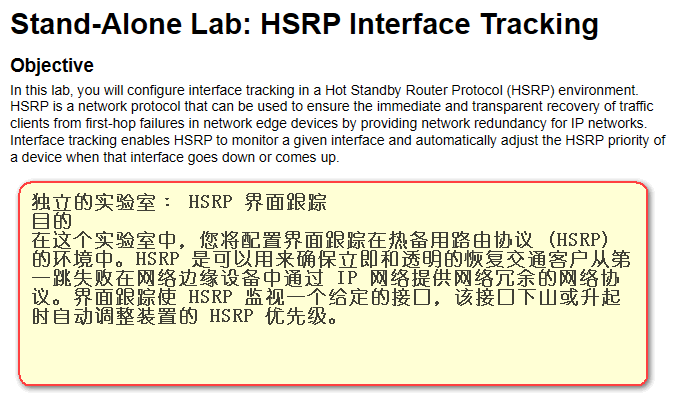 Stand-Alone Lab: HSRP Interface Tracking
Objective
In this lab, you will configure interface tracking in a Hot Standby Router Protocol (HSRP) environment.
HSRP is a network protocol that can be used to ensure the immediate and transparent recovery of traffic
clients from first-hop failures in network edge devices by providing network redundancy for IP networks.
Interface tracking enables HSRP to monitor a given interface and automatically adjust the HSRP priority of
a device when that interface goes down or comes up.
独立的实验室： HSRP 界面跟踪
目的
在这个实验室中，您将配置界面跟踪在热备用路由协议 (HSRP)
的环境中。HSRP 是可以用来确保立即和透明的恢复交通客户从第
一跳失败在网络边缘设备中通过 IP 网络提供网络冗余的网络协
议。界面跟踪使 HSRP 监视一个给定的接口，该接口下山或升起
时自动调整装置的 HSRP 优先级。